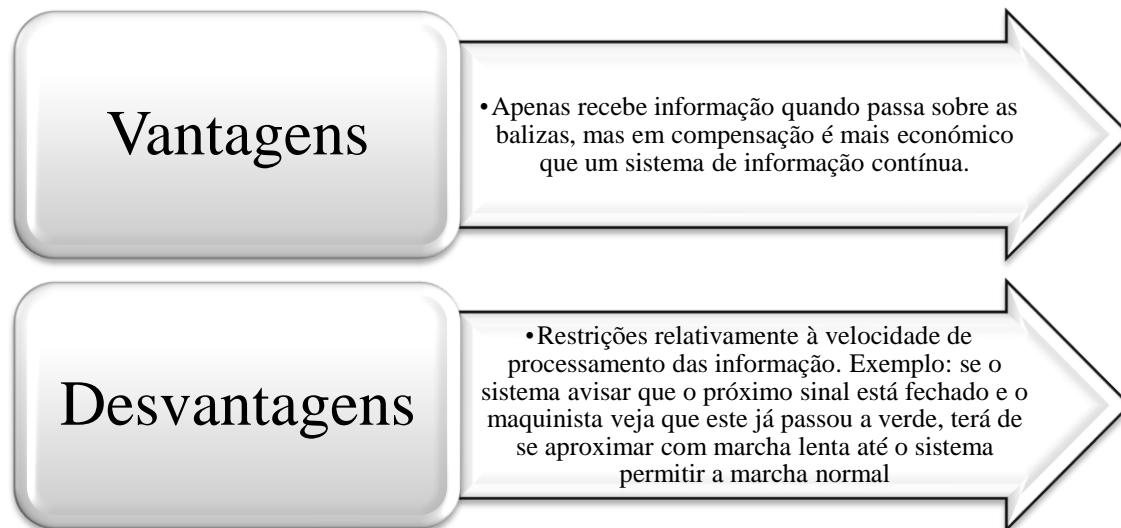 Vantagens
•Apenas recebe informação quando passa sobre as
balizas, mas em compensação é mais económico
que um sistema de informação contínua.
Desvantagens
•Restrições relativamente à velocidade de
processamento das informação. Exemplo: se o
sistema avisar que o próximo sinal está fechado e o
maquinista veja que este já passou a verde, terá de
se aproximar com marcha lenta até o sistema
permitir a marcha normal